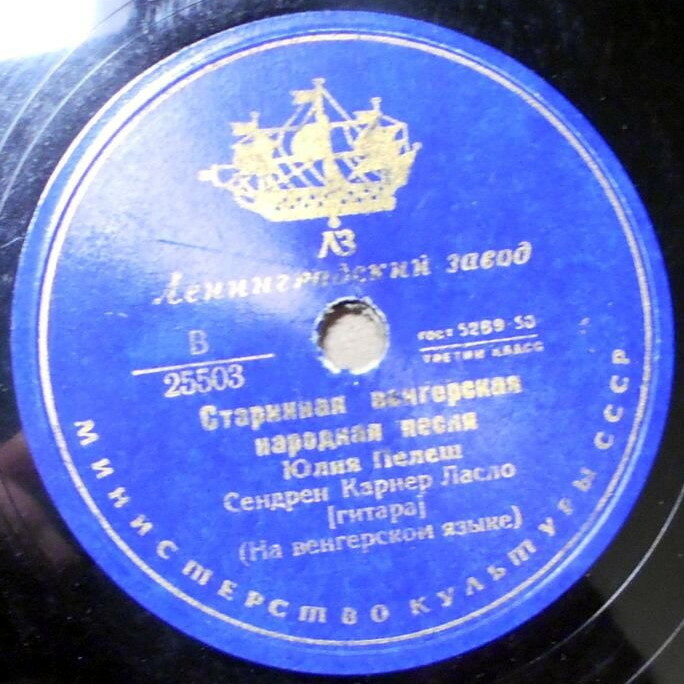 ЛЗ
Ленинградский завод
В
25503
ГОСТ 5289-50
ТРЕТИЙ КЛАСС
Старинная венгерская
народная песня
Юлия Пелеш
Сендрен Карнер Ласло
[гитара]
(На венгерском языке)
МИНИСТЕРСТВО КУЛЬТУРЫ СССР